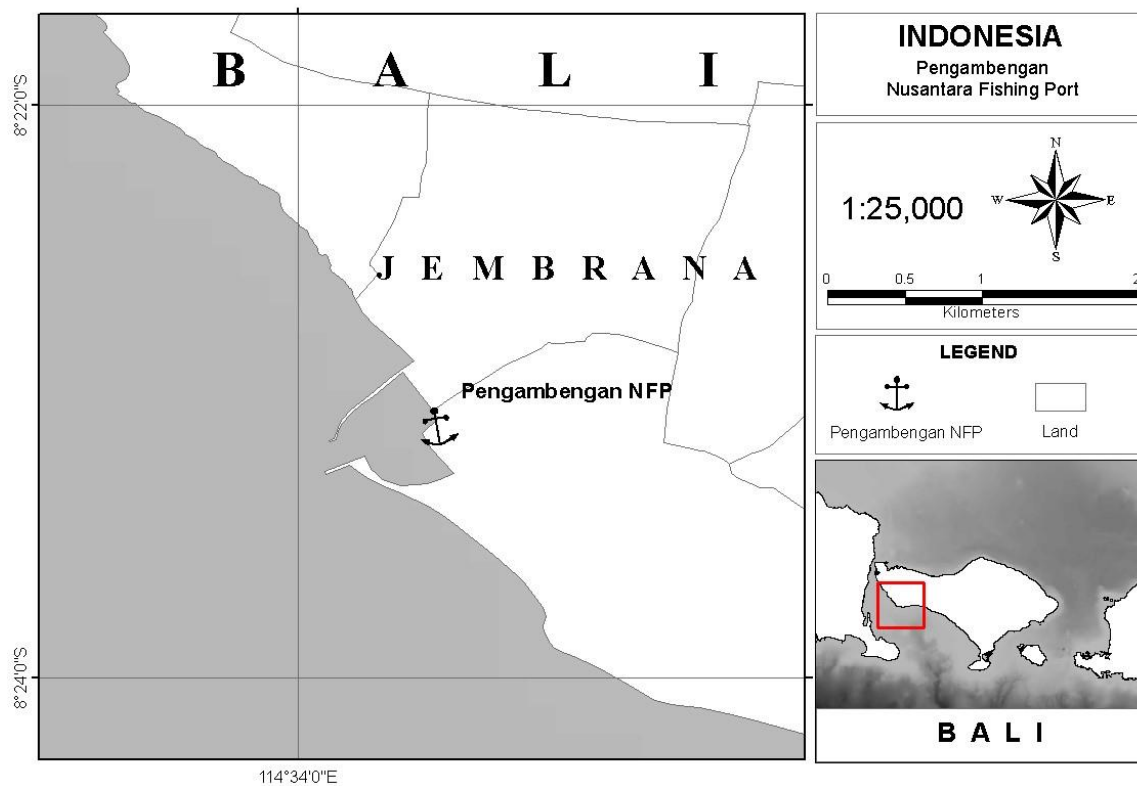 B A L I
8°22'0"S
J E M B R A N A
Pengambengan NFP
8°24'0"S
114°34'0"E
INDONESIA
Pengambengan
Nusantara Fishing Port
N
1:25,000
W E
S
0 0.5 1 2
Kilometers
LEGEND
Pengambengan NFP Land
B A L I